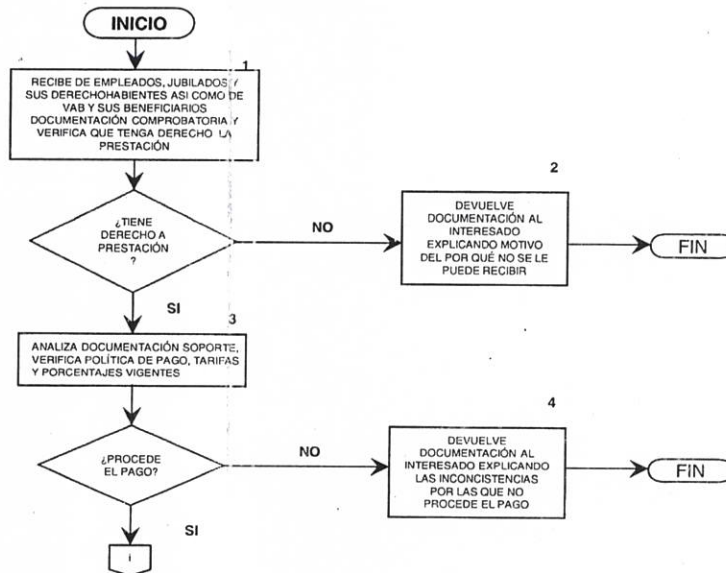 INICIO
1
RECIBE DE EMPLEADOS, JUBILADOS Y
SUS DERECHOHABIENTES ASI COMO DE
VAB Y SUS BENEFICIARIOS
DOCUMENTACIÓN COMPROBATORIA Y
VERIFICA QUE TENGA DERECHO LA
PRESTACIÓN
¿TIENE
DERECHO A
PRESTACIÓN
?
NO
2
DEVUELVE
DOCUMENTACIÓN AL
INTERESADO
EXPLICANDO MOTIVO
DEL POR QUÉ NO SE LE
PUEDE RECIBIR
FIN
SI
3
ANALIZA DOCUMENTACIÓN SOPORTE,
VERIFICA POLÍTICA DE PAGO, TARIFAS
Y PORCENTAJES VIGENTES
¿PROCEDE
EL PAGO?
NO
4
DEVUELVE
DOCUMENTACIÓN AL
INTERESADO EXPLICANDO
LAS INCONCISTENCIAS
POR LAS QUE NO
PROCEDE EL PAGO
FIN
SI